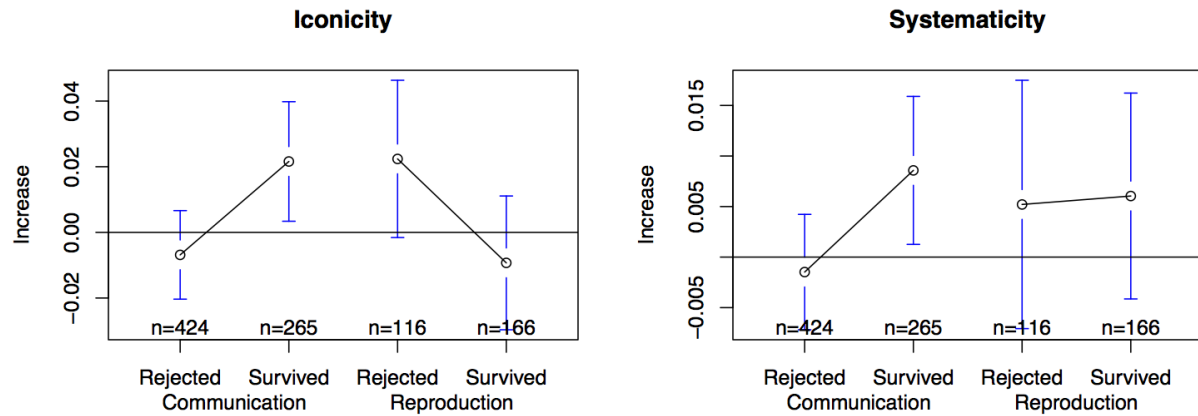 Iconicity
Increase
0.04
0.02
0.00
−0.02
n=424 n=265 n=116 n=166
Rejected Survived Rejected Survived
Communication Reproduction
Systematicity
Increase
0.015
0.005
−0.005
n=424 n=265 n=116 n=166
Rejected Survived Rejected Survived
Communication Reproduction